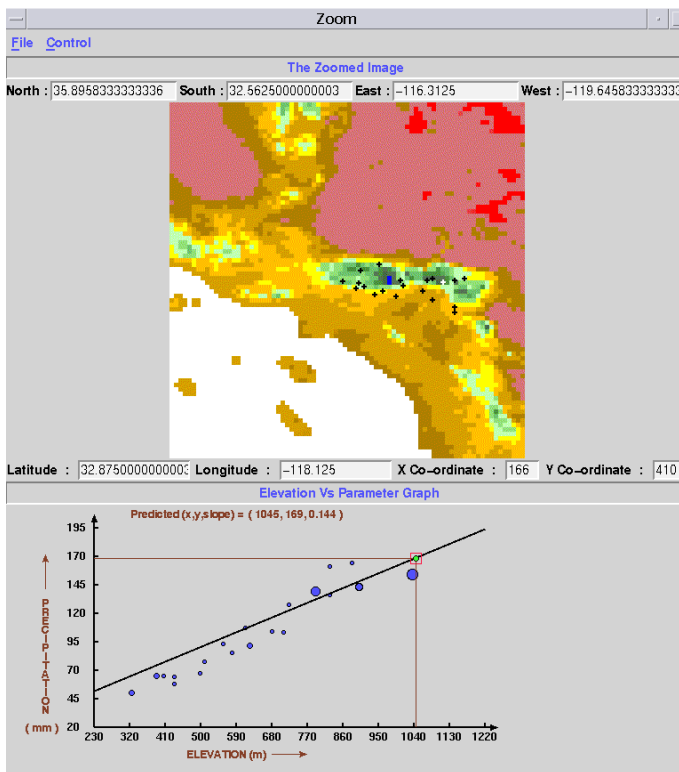 Zoom
File Control
The Zoomed Image
North : 35.8958333333336 South : 32.5625000000003 East : -116.3125 West : -119.645833333333
Latitude : 32.8750000000003 Longitude : -118.125 X Co-ordinate : 166 Y Co-ordinate : 410
Elevation Vs Parameter Graph
Predicted (x,y,slope) = ( 1045, 169, 0.144 )
195
170
145
120
95
70
45
20
PRECIPITATION
( mm )
230 320 410 500 590 680 770 860 950 1040 1130 1220
ELEVATION (m)